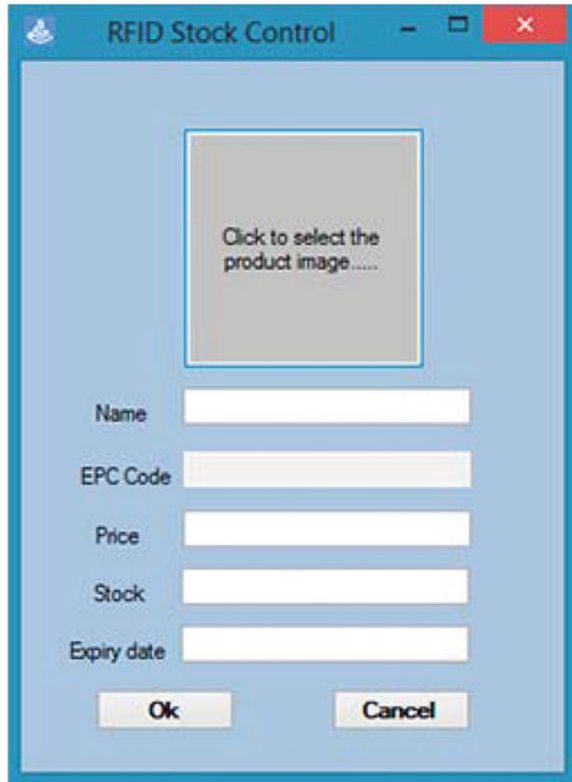 RFID Stock Control
Click to select the
product image.....
Name
EPC Code
Price
Stock
Expiry date
Ok Cancel